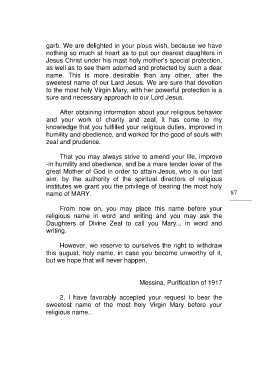 garb. We are delighted in your pious wish, because we have
nothing so much at heart as to put our dearest daughters in
Jesus Christ under his mast holy mother's special protection,
as well as to see them adorned and protected by such a dear
name. This is more desirable than any other, after the
sweetest name of our Lard Jesus. We are sure that devotion
to the most holy Virgin Mary, with her powerful protection is a
sure and necessary approach to our Lord Jesus.
After obtaining information about your religious behavior
and your work of charity and zeal, it has come to my
knowledge that you fulfilled your religious duties, improved in
humility and obedience, and worked for the good of souls with
zeal and prudence.
That you may always strive to amend your life, improve
-in humility and obedience, and be a mare tender lover of the
great Mother of God in order to attain Jesus, who is our last
aim, by the authority of the spiritual directors of religious
institutes we grant you the privilege of bearing the most holy
name of MARY.
87
From now on, you may place this name before your
religious name in word and writing and you may ask the
Daughters of Divine Zeal to call you Mary... in word and
writing.
However, we reserve to ourselves the right to withdraw
this august, holy name, in case you become unworthy of it,
but we hope that will never happen.
Messina, Purification of 1917
2. I have favorably accepted your request to bear the
sweetest name of the most holy Virgin Mary before your
religious name...